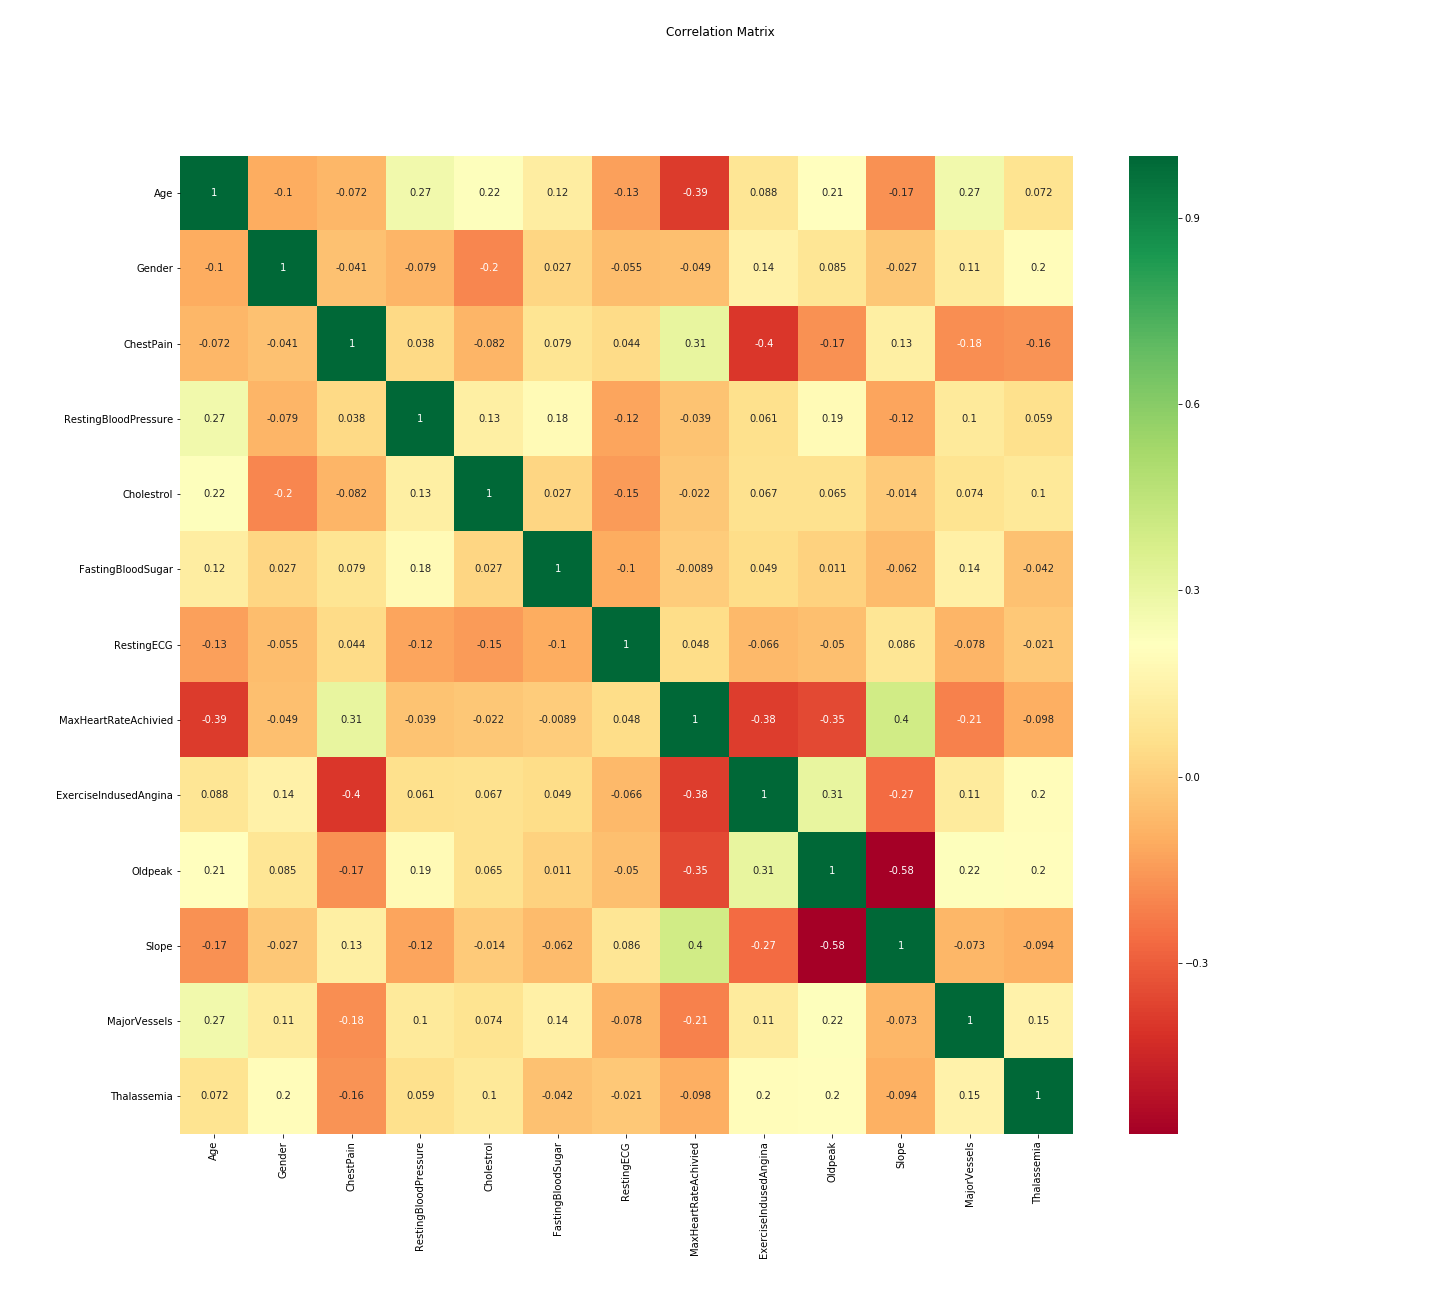 Correlation Matrix
Age 1 -0.1 -0.072 0.27 0.22 0.12 -0.13 -0.39 0.088 0.21 -0.17 0.27 0.072
Gender -0.1 1 -0.041 -0.079 -0.2 0.027 -0.055 -0.049 0.14 0.085 -0.027 0.11 0.2
ChestPain -0.072 -0.041 1 0.038 -0.082 0.079 0.044 0.31 -0.4 -0.17 0.13 -0.18 -0.16
RestingBloodPressure 0.27 -0.079 0.038 1 0.13 0.18 -0.12 -0.039 0.061 0.19 -0.12 0.1 0.059
Cholestrol 0.22 -0.2 -0.082 0.13 1 0.027 -0.15 -0.022 0.067 0.065 -0.014 0.074 0.1
FastingBloodSugar 0.12 0.027 0.079 0.18 0.027 1 -0.1 -0.0089 0.049 0.011 -0.062 0.14 -0.042
RestingECG -0.13 -0.055 0.044 -0.12 -0.15 -0.1 1 0.048 -0.066 -0.05 0.086 -0.078 -0.021
MaxHeartRateAchivied -0.39 -0.049 0.31 -0.039 -0.022 -0.0089 0.048 1 -0.38 -0.35 0.4 -0.21 -0.098
ExerciseIndusedAngina 0.088 0.14 -0.4 0.061 0.067 0.049 -0.066 -0.38 1 0.31 -0.27 0.11 0.2
Oldpeak 0.21 0.085 -0.17 0.19 0.065 0.011 -0.05 -0.35 0.31 1 -0.58 0.22 0.2
Slope -0.17 -0.027 0.13 -0.12 -0.014 -0.062 0.086 0.4 -0.27 -0.58 1 -0.073 -0.094
MajorVessels 0.27 0.11 -0.18 0.1 0.074 0.14 -0.078 -0.21 0.11 0.22 -0.073 1 0.15
Thalassemia 0.072 0.2 -0.16 0.059 0.1 -0.042 -0.021 -0.098 0.2 0.2 -0.094 0.15 1
Age
Gender
ChestPain
RestingBloodPressure
Cholestrol
FastingBloodSugar
RestingECG
MaxHeartRateAchivied
ExerciseIndusedAngina
Oldpeak
Slope
MajorVessels
Thalassemia
0.9
0.6
0.3
0.0
−0.3